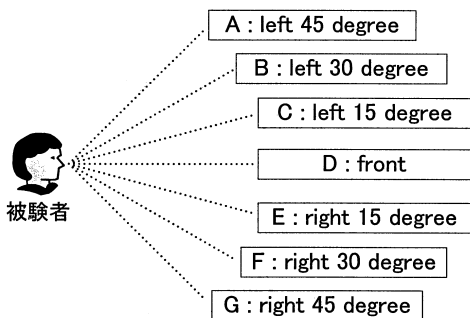 A : left 45 degree
B : left 30 degree
C : left 15 degree
D : front
E : right 15 degree
F : right 30 degree
G : right 45 degree
被験者